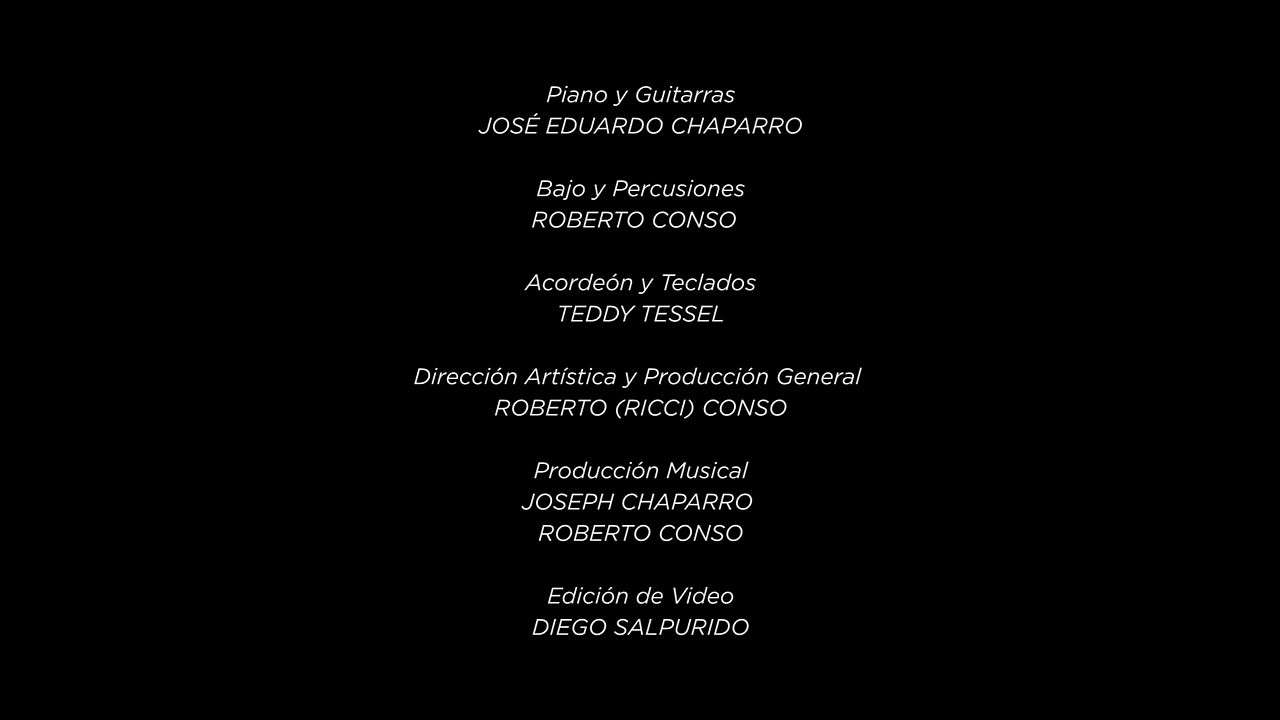 Piano y Guitarras
JOSÉ EDUARDO CHAPARRO
Bajo y Percusiones
ROBERTO CONSO
Acordeón y Teclados
TEDDY TESSEL
Dirección Artística y Producción General
ROBERTO (RICCI) CONSO
Producción Musical
JOSEPH CHAPARRO
ROBERTO CONSO
Edición de Video
DIEGO SALPURIDO